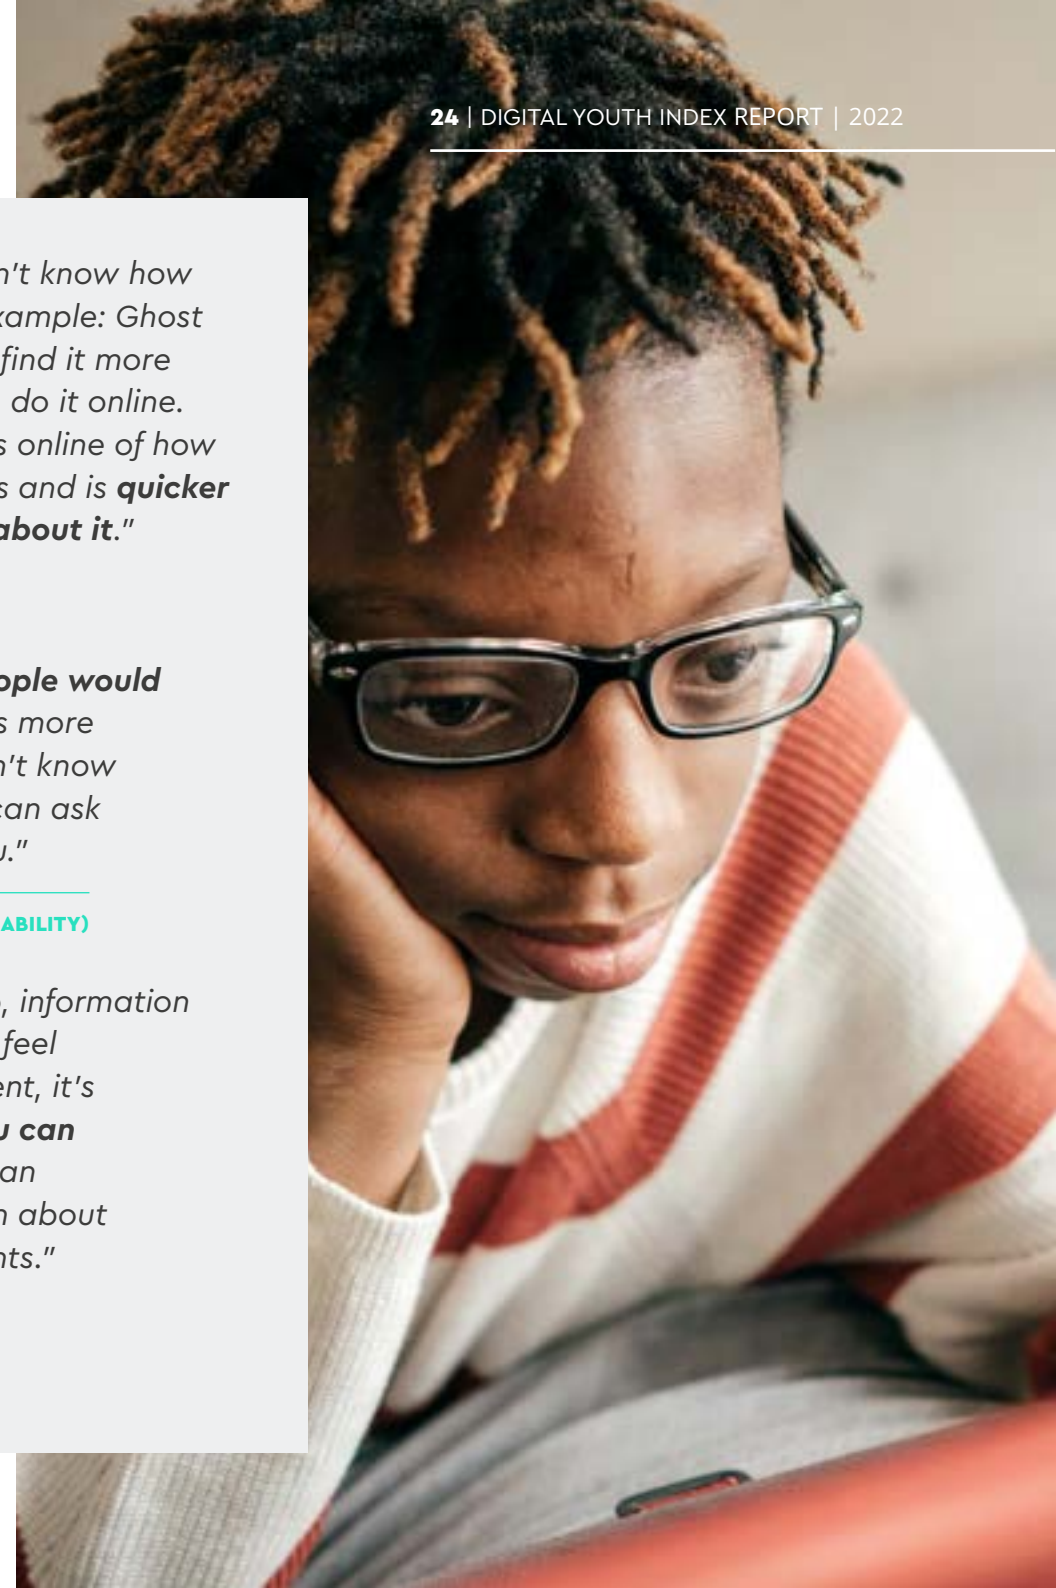 24 | DIGITAL YOUTH INDEX REPORT | 2022
n't know how
xample: Ghost
find it more
do it online.
s online of how
s and is quicker
about it."
ople would
s more
n't know
can ask
u."
ABILITY)
, information
feel
ent, it's
u can
an
n about
nts."